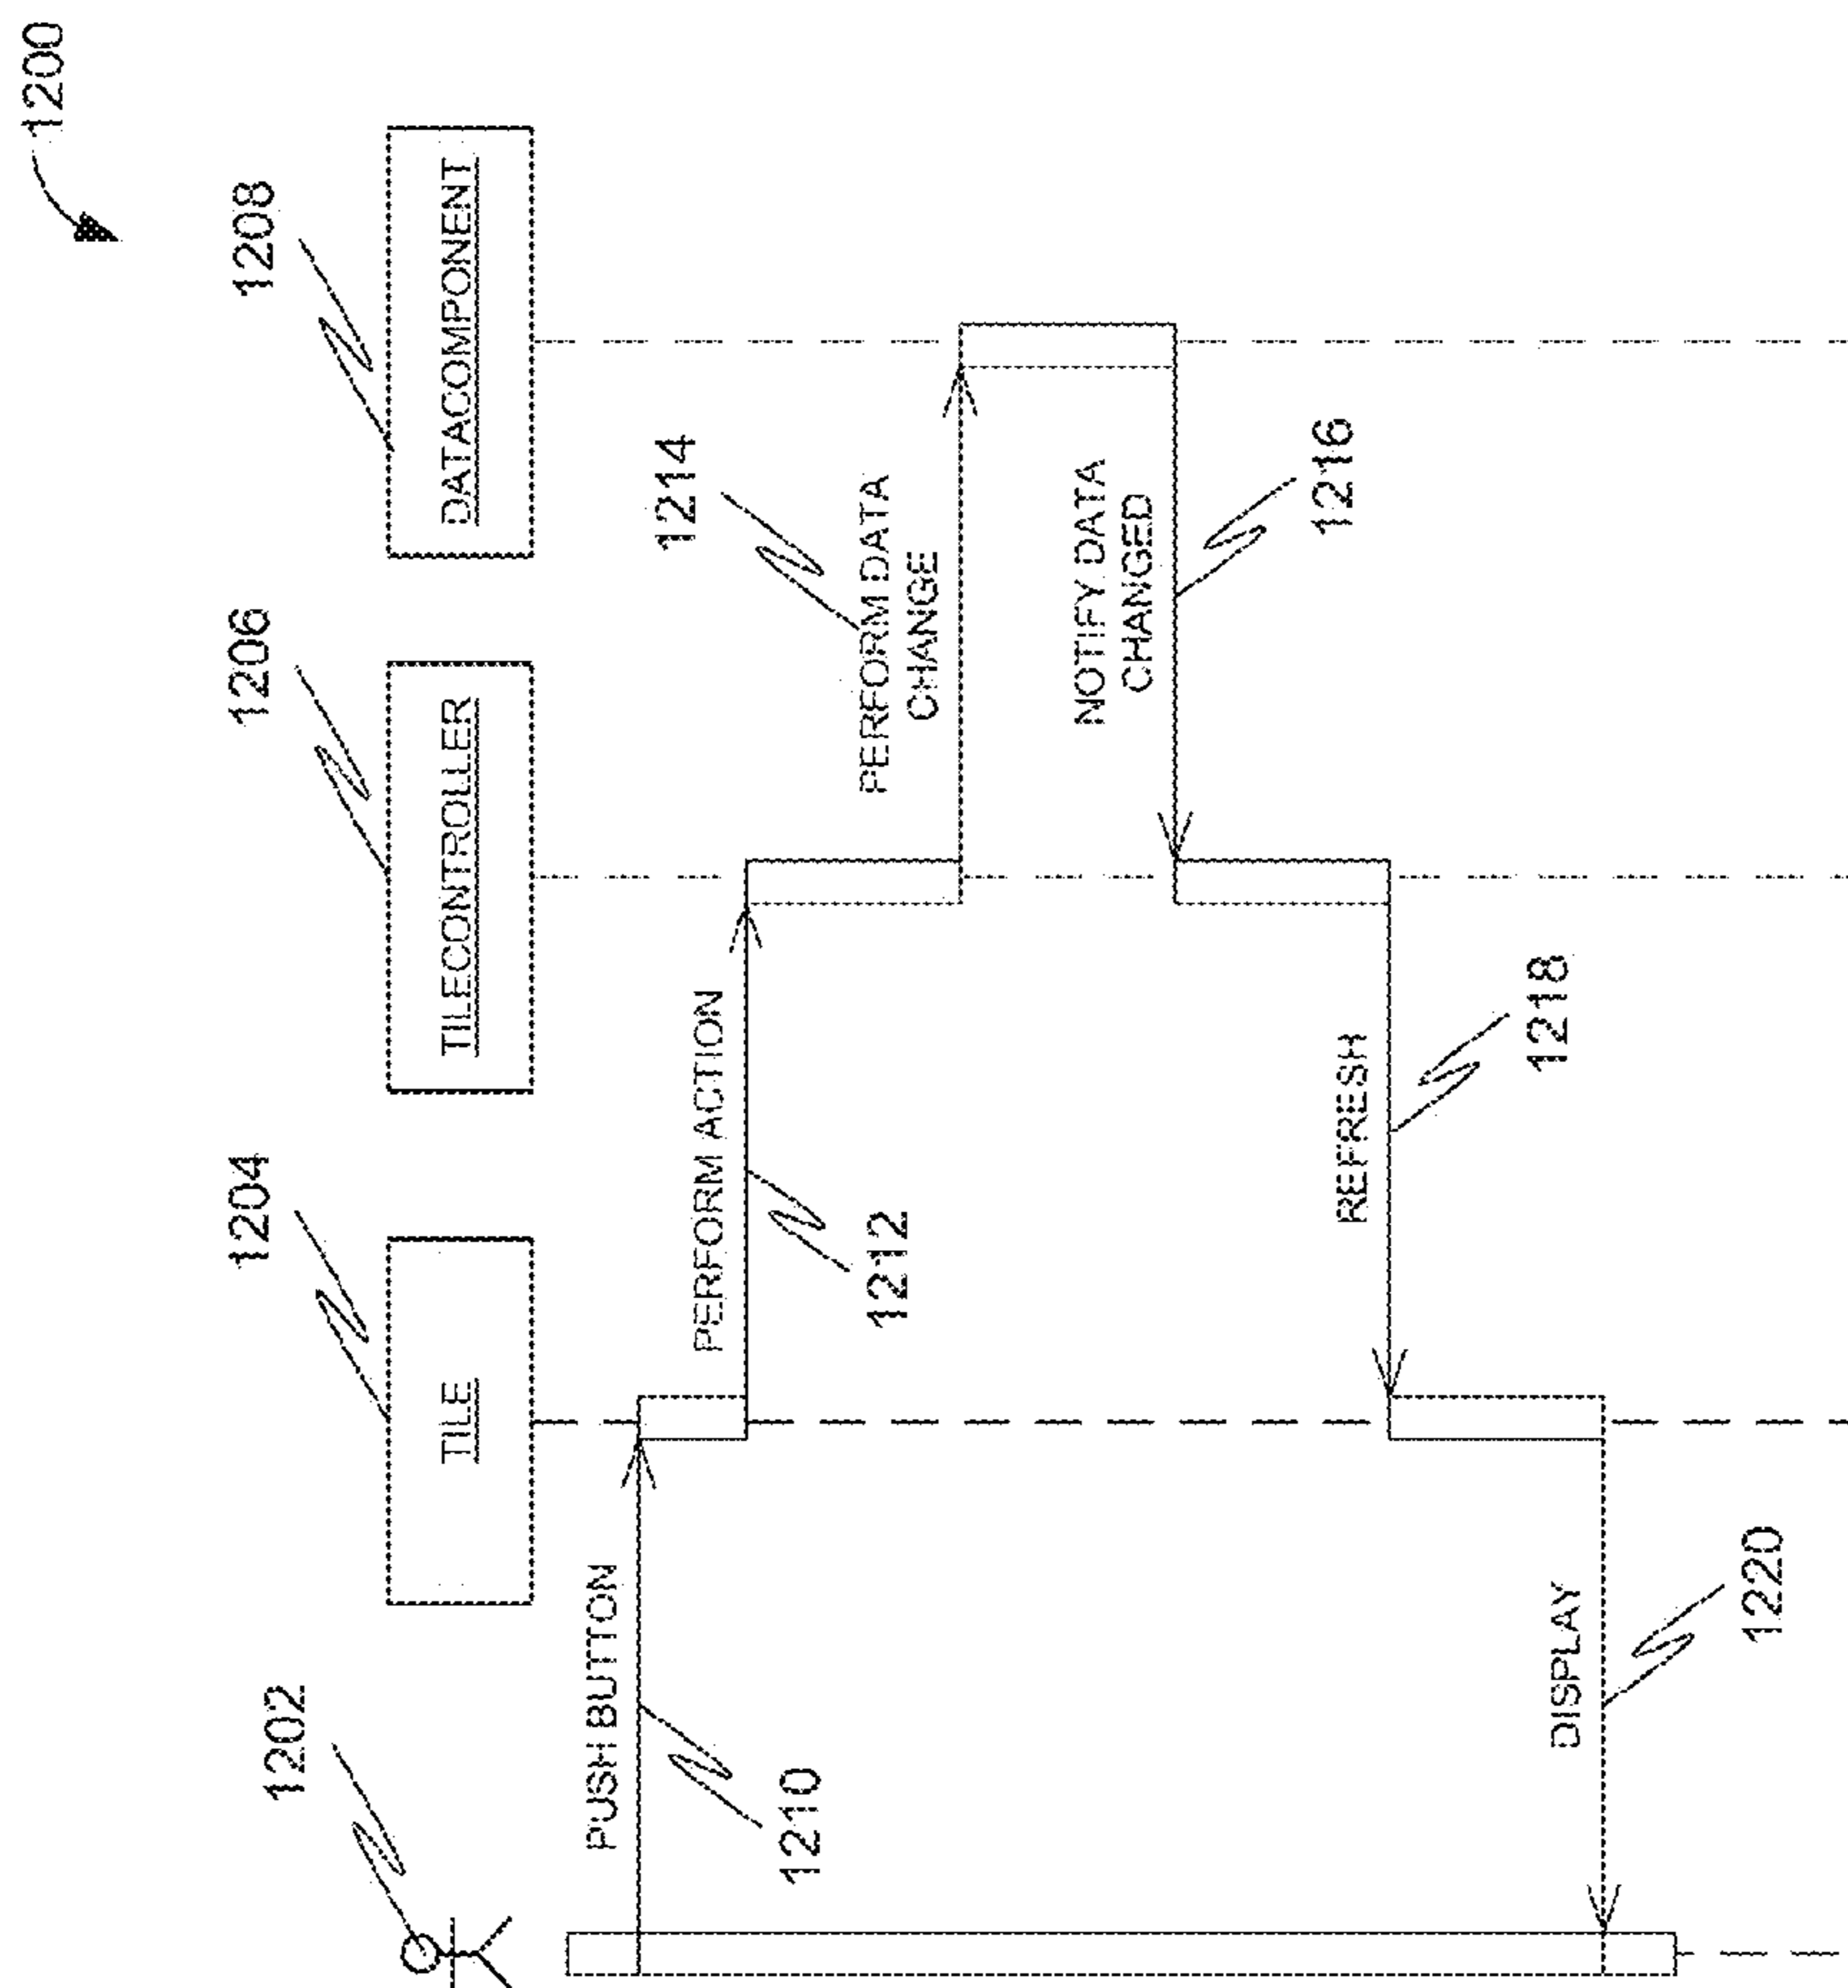 1200
1202
1204
1206
1208
TILE
TILECONTROLLER
DATACOMPONENT
PUSH BUTTON
1210
PERFORM ACTION
1212
1214
PERFORM DATA
CHANGE
NOTIFY DATA
CHANGED
1216
REFRESH
1218
DISPLAY
1220